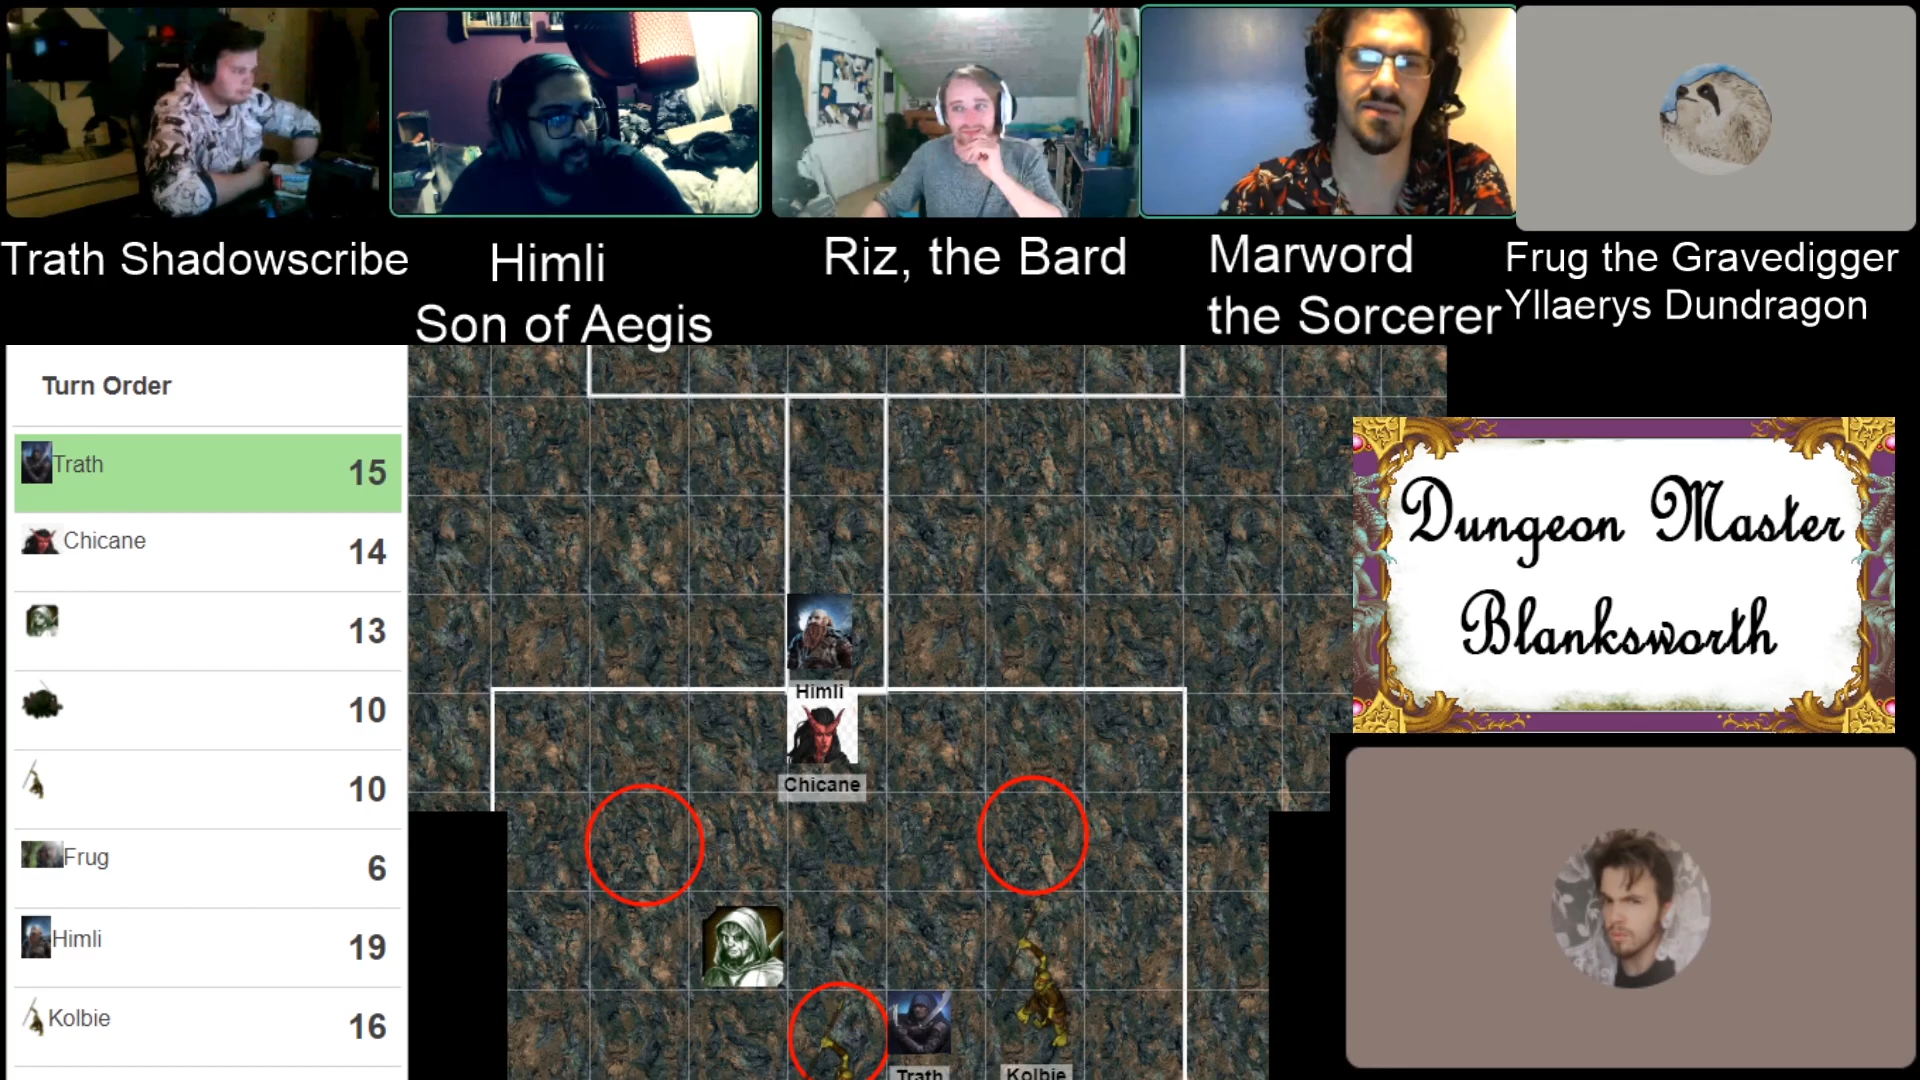 Trath Shadowscribe
Himli
Son of Aegis
Riz, the Bard
Marword
the Sorcerer
Frug the Gravedigger
Yllaerys Dundragon
Turn Order
Trath 15
Chicane 14
13
10
10
Frug 6
Himli 19
Kolbie 16
Himli
Chicane
Trath
Kolbie
Dungeon Master
Blanksworth